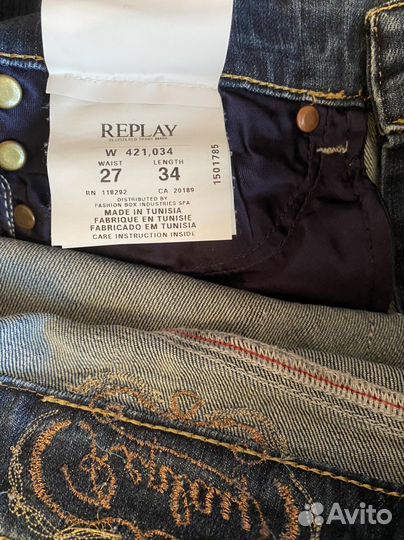 REPLAY
W 421,034
WAIST LENGTH
27 34
RN 118292 CA 20189
DISTRIBUTED BY
FASHION BOX INDUSTRIES SPA
MADE IN TUNISIA
FABRIQUE EN TUNISIE
FABRICADO EM TUNISIA
CARE INSTRUCTION INSIDE
1501785
Avito